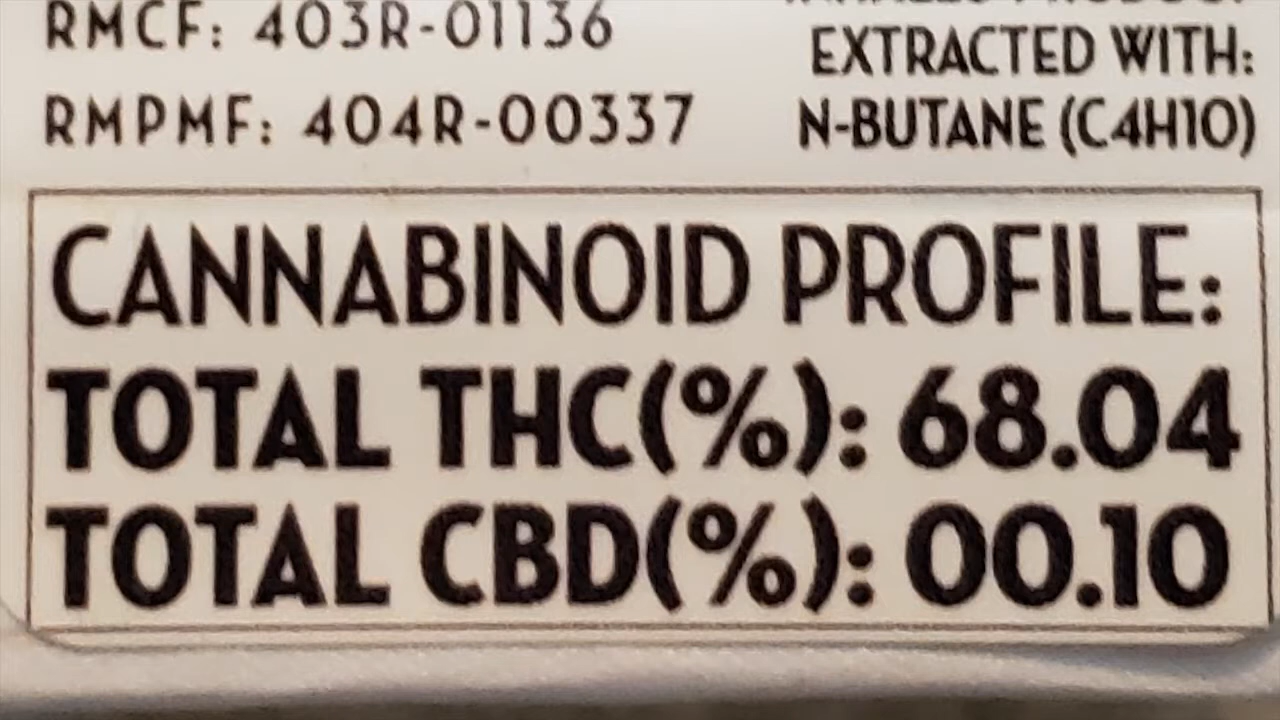 RMCF: 403R-01136
RMPMF: 404R-00337
EXTRACTED WITH:
N-BUTANE (C4H10)
CANNABINOID PROFILE:
TOTAL THC(%): 68.04
TOTAL CBD(%): 00.10